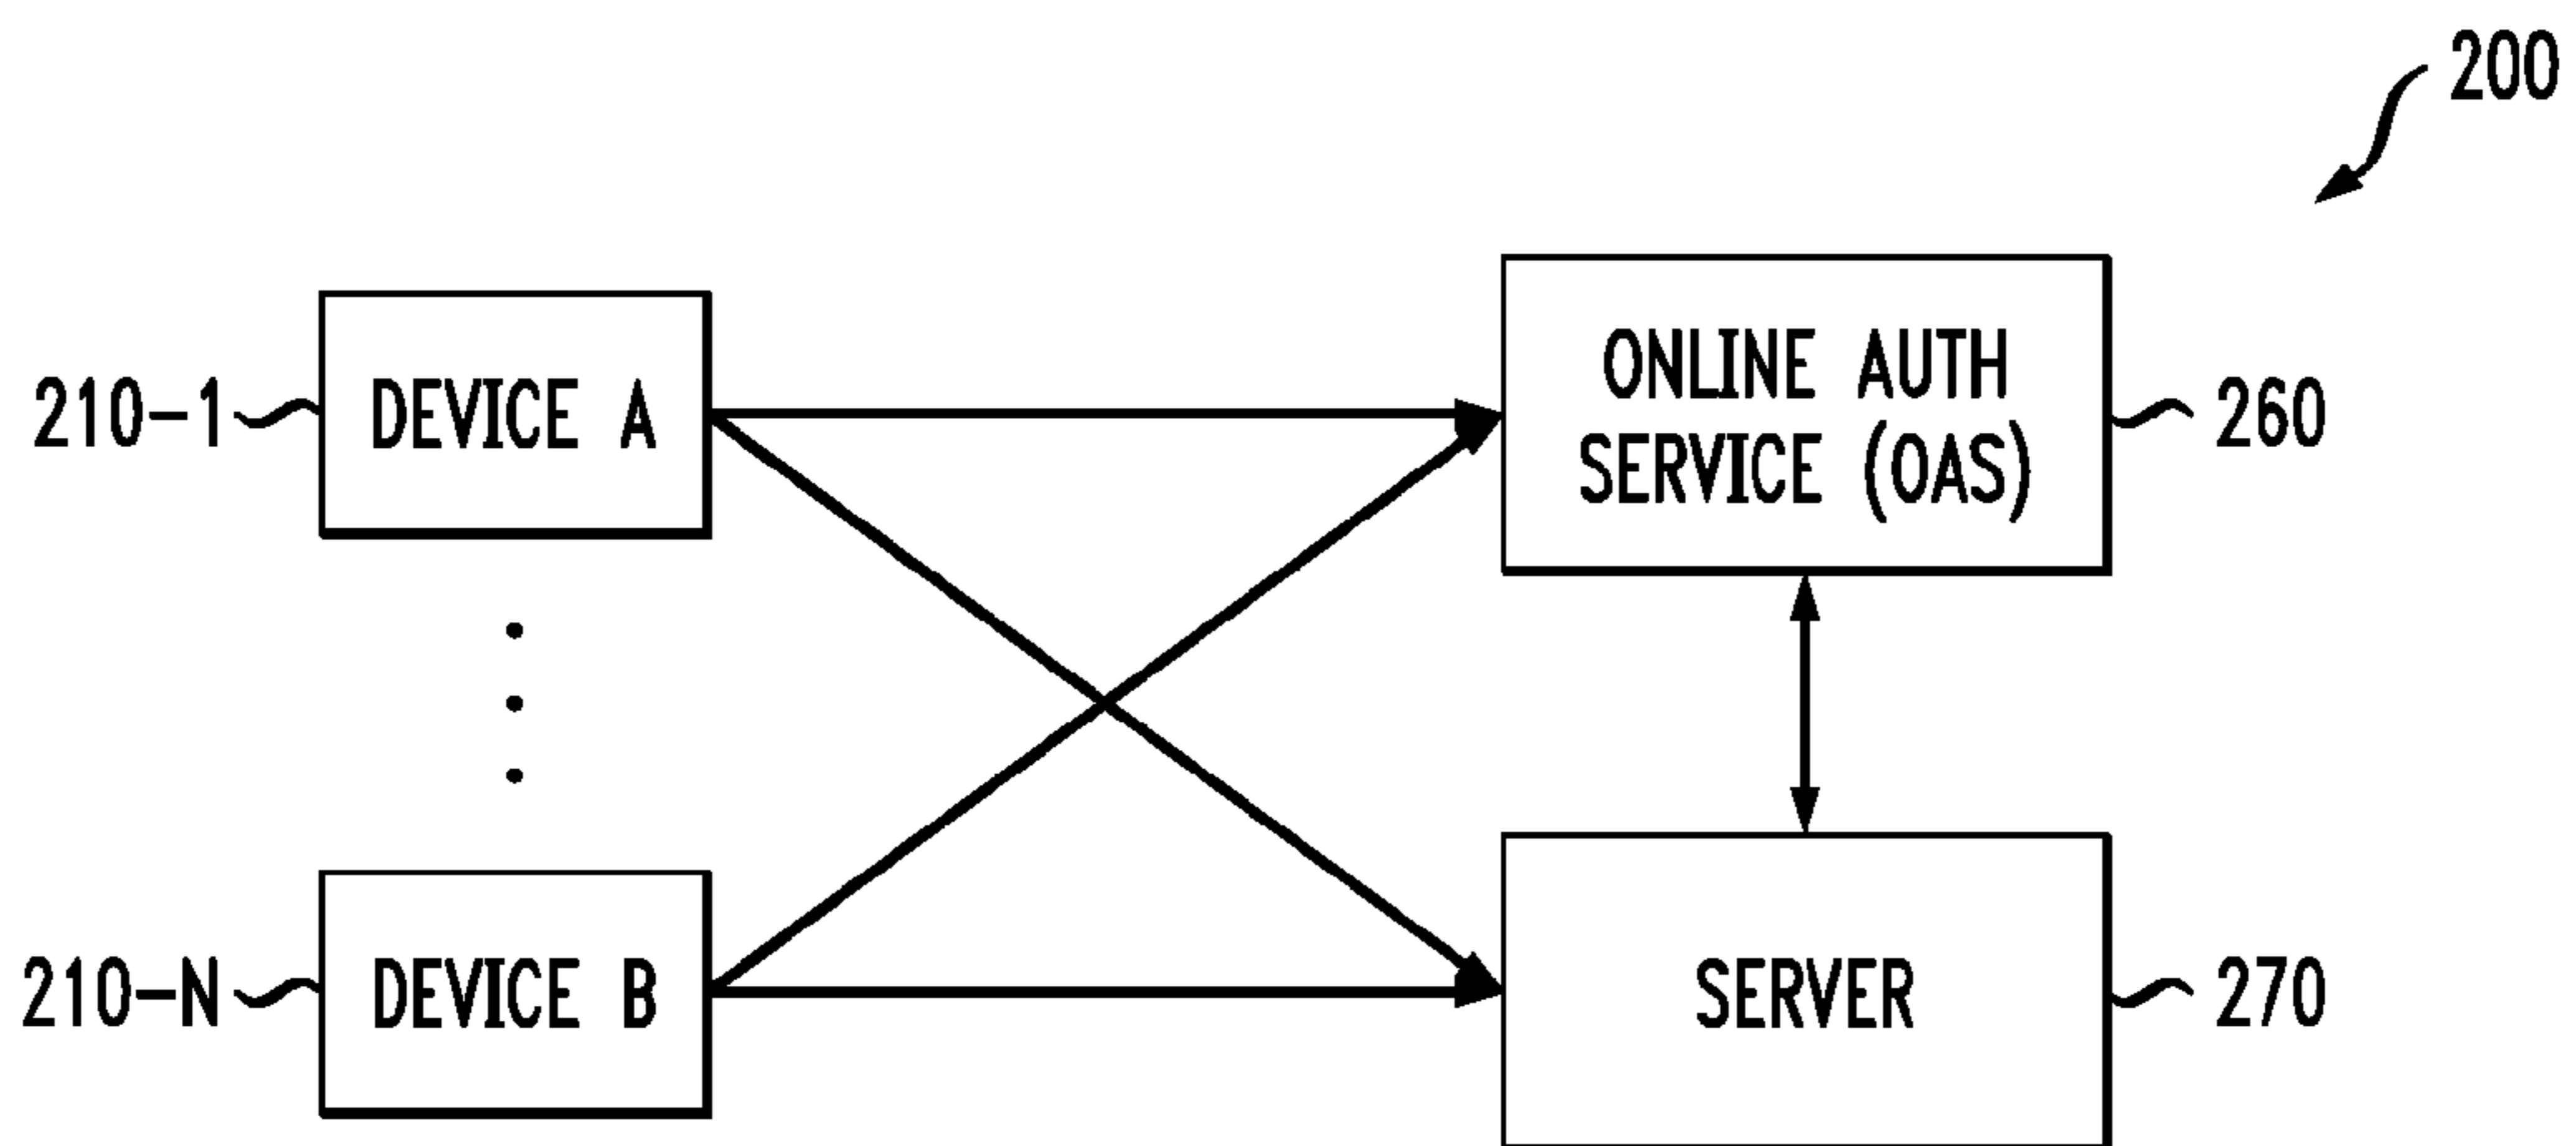 200
ONLINE AUTH
SERVICE (OAS)
210-1
DEVICE A
260
210-N
DEVICE B
SERVER
270